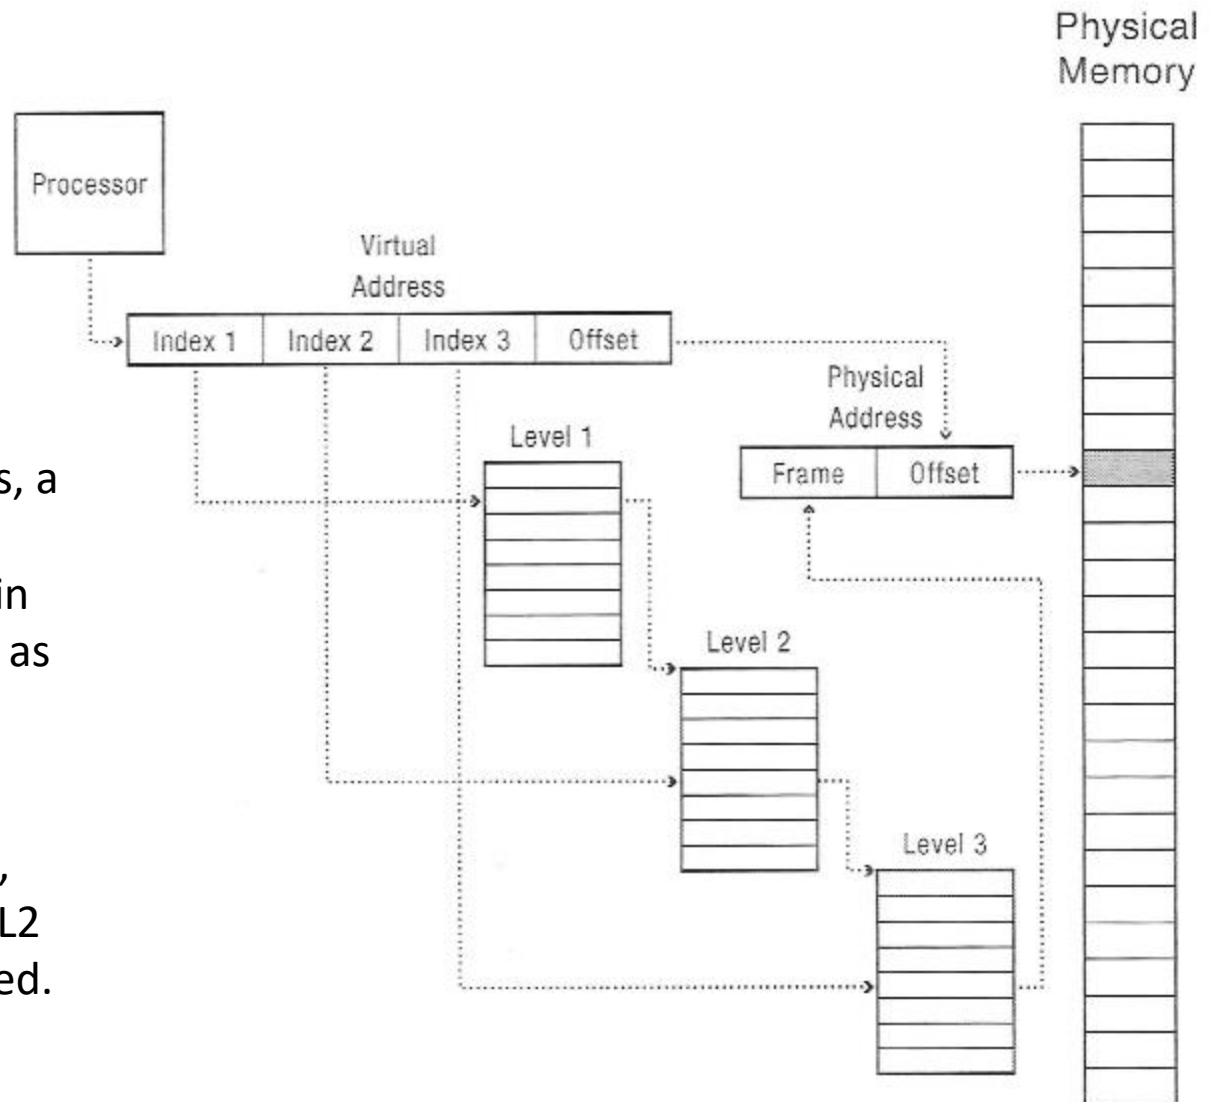 Physical
Memory
Processor
Virtual
Address
Index 1 Index 2 Index 3 Offset
Physical
Address
Level 1
Frame Offset
s, a
in
as
Level 2
Level 3
,
L2
ed.